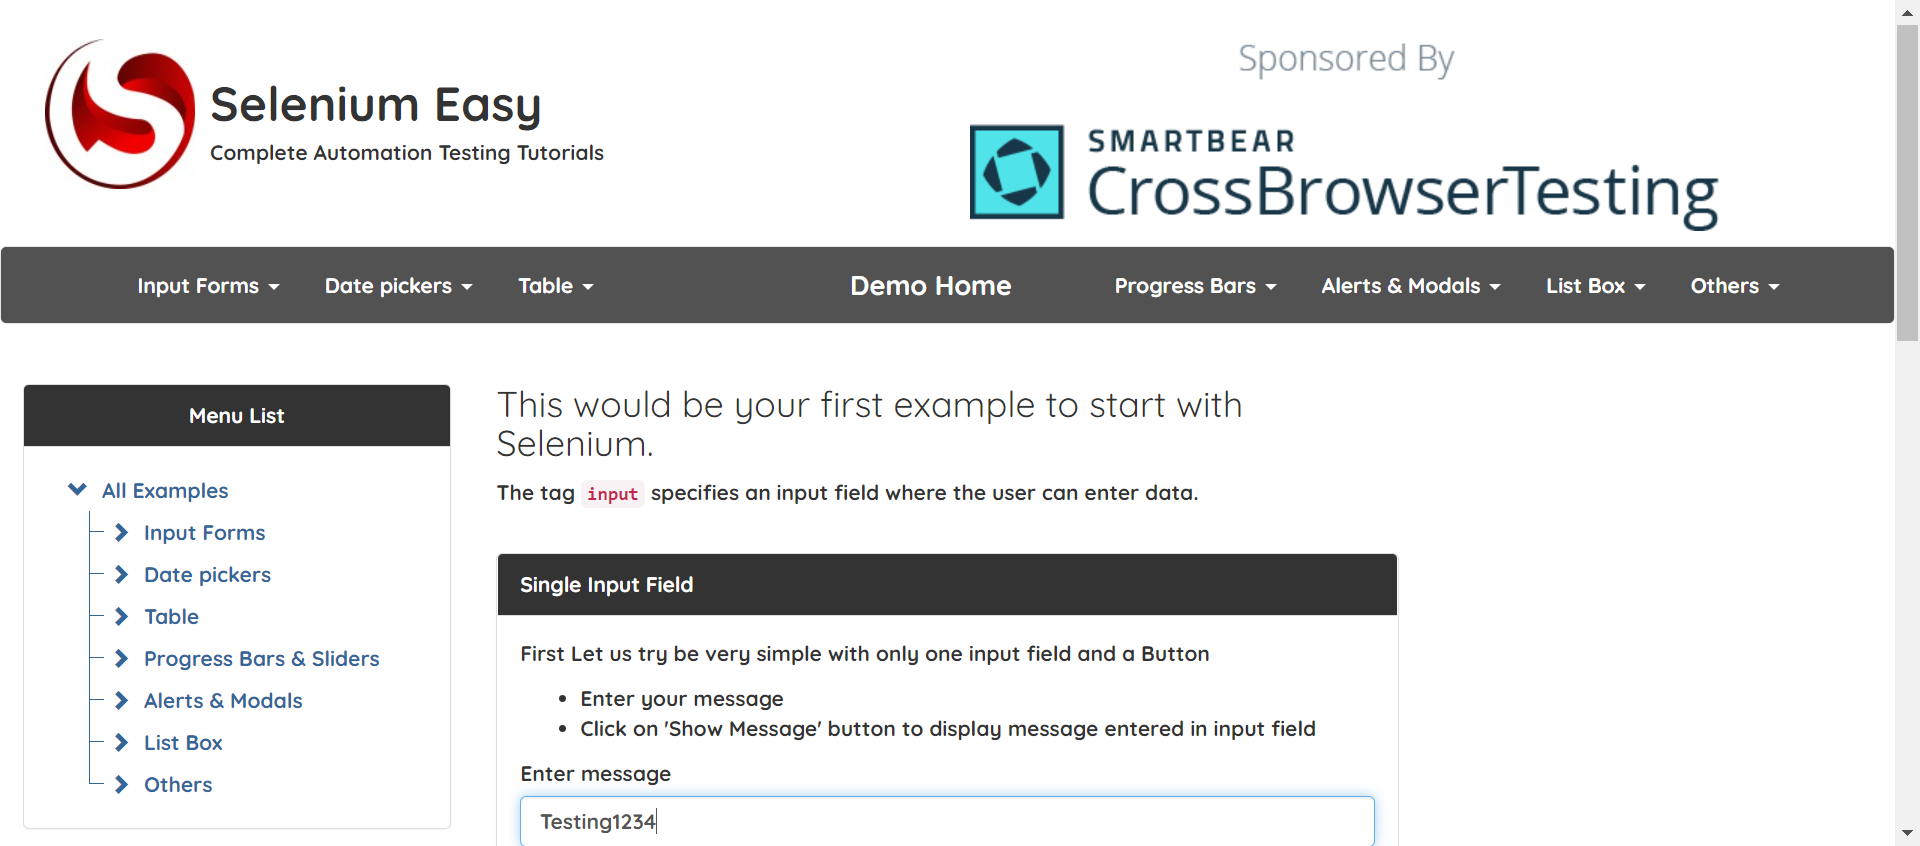 Selenium Easy
Complete Automation Testing Tutorials
Sponsored By
SMARTBEAR
CrossBrowserTesting
Input Forms Date pickers Table Demo Home Progress Bars Alerts & Modals List Box Others
Menu List
All Examples
Input Forms
Date pickers
Table
Progress Bars & Sliders
Alerts & Modals
List Box
Others
This would be your first example to start with
Selenium.
The tag input specifies an input field where the user can enter data.
Single Input Field
First Let us try be very simple with only one input field and a Button
• Enter your message
• Click on 'Show Message' button to display message entered in input field
Enter message
Testing1234